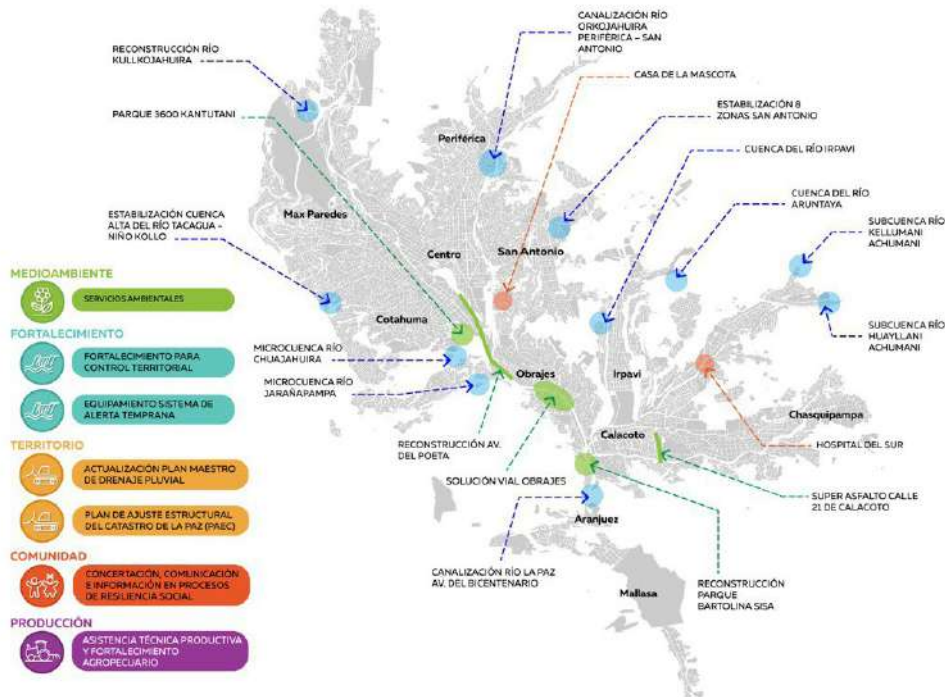 CANALIZACIÓN RÍO
ORKOJAHUIRA
PERIFÉRICA – SAN
ANTONIO
RECONSTRUCCIÓN RÍO
KULLKOJAHUIRA
CASA DE LA MASCOTA
PARQUE 3600 KANTUTANI
ESTABILIZACIÓN 8
ZONAS SAN ANTONIO
Periférica
CUENCA DEL RÍO IRPAVI
CUENCA DEL RÍO
ARUNTAYA
ESTABILIZACIÓN CUENCA
ALTA DEL RÍO TACAGUA –
NIÑO KOLLO
Max Paredes
SUBCUENCA RÍO
KELLUMANI
ACHUMANI
Centro
San Antonio
MEDIOAMBIENTE
SERVICIOS AMBIENTALES
Cotahuma
FORTALECIMIENTO
FORTALECIMIENTO PARA
CONTROL TERRITORIAL
EQUIPAMIENTO SISTEMA DE
ALERTA TEMPRANA
SUBCUENCA RÍO
HUAYLLANI
ACHUMANI
MICROCUENCA RÍO
CHUAJAHUIRA
MICROCUENCA RÍO
JARAÑAPAMPA
Obrajes
Irpavi
Chasquipampa
RECONSTRUCCIÓN AV.
DEL POETA
Calacoto
HOSPITAL DEL SUR
SOLUCIÓN VIAL OBRAJES
SUPER ASFALTO CALLE
21 DE CALACOTO
TERRITORIO
ACTUALIZACIÓN PLAN MAESTRO
DE DRENAJE PLUVIAL
PLAN DE AJUSTE ESTRUCTURAL
DEL CATASTRO DE LA PAZ (PAEC)
Aranjuez
COMUNIDAD
CONCERTACIÓN, COMUNICACIÓN
E INFORMACIÓN EN PROCESOS
DE RESILIENCIA SOCIAL
CANALIZACIÓN RÍO LA PAZ
AV. DEL BICENTENARIO
RECONSTRUCCIÓN
PARQUE
BARTOLINA SISA
Mallasa
PRODUCCIÓN
ASISTENCIA TÉCNICA PRODUCTIVA
Y FORTALECIMIENTO
AGROPECUARIO